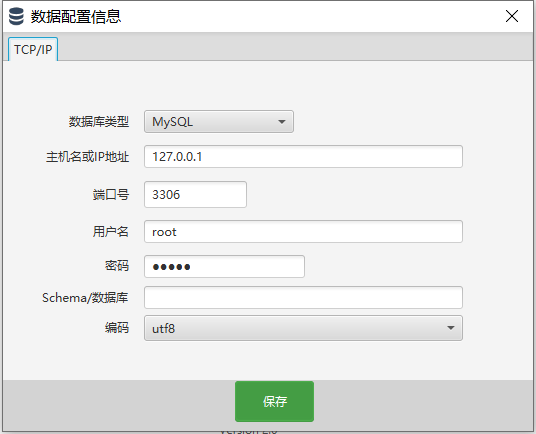 数据配置信息
TCP/IP
数据库类型 MySQL
主机名或IP地址 127.0.0.1
端口号 3306
用户名 root
密码 ●●●●●
Schema/数据库
编码 utf8
保存